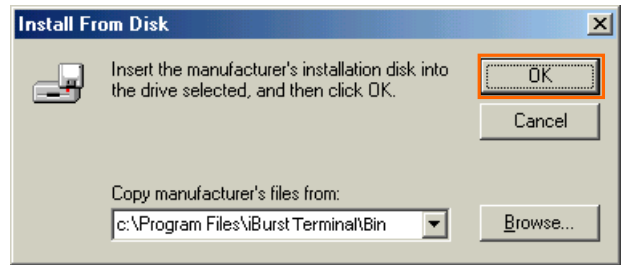 Install From Disk
Insert the manufacturer's installation disk into
the drive selected, and then click OK.
OK
Cancel
Copy manufacturer's files from:
c:\Program Files\iBurst Terminal\Bin
Browse...